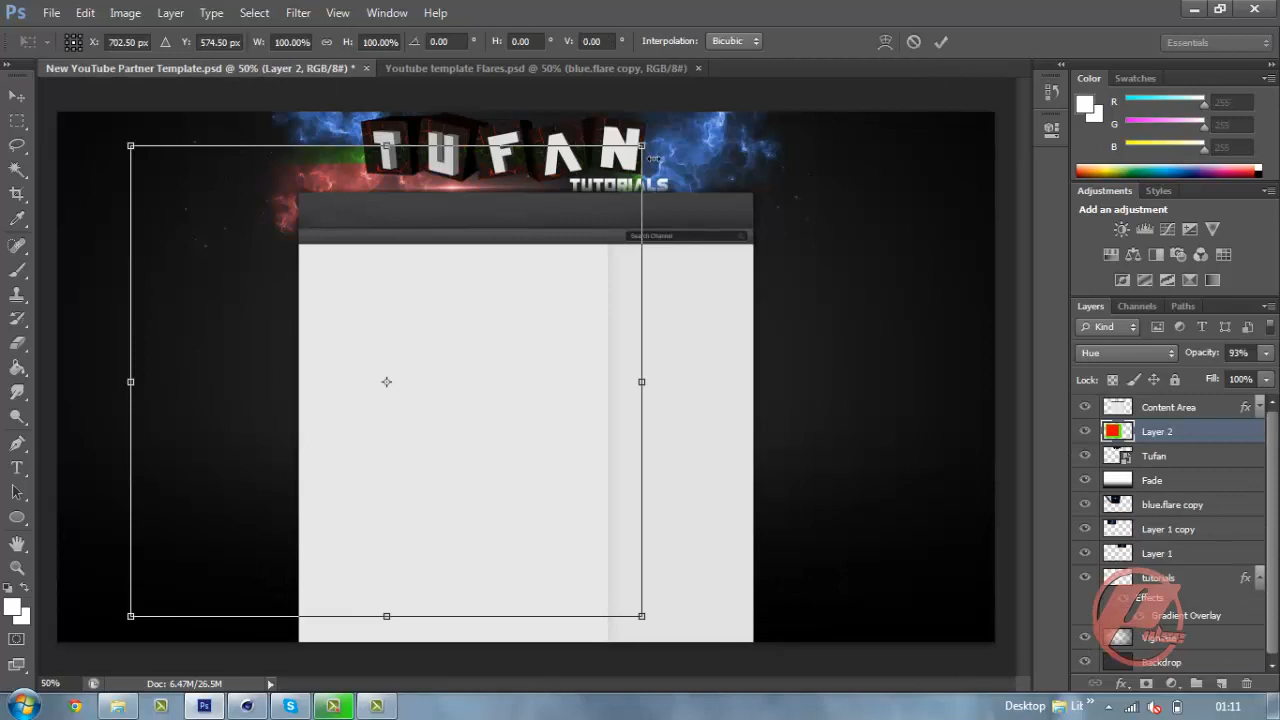 Ps File Edit Image Layer Type Select Filter View Window Help
X: 702.50 px Y: 574.50 px W: 100.00% H: 100.00% 0.00 ° H: 0.00 ° V: 0.00 ° Interpolation: Bicubic Essentials
New YouTube Partner Template.psd @ 50% (Layer 2, RGB/8#) * × Youtube template Flares.psd @ 50% (blue.flare copy, RGB/8#) ×
Color Swatches
R 255
G 255
B 255
TUFAN
TUTORIALS
Search Channel
Adjustments Styles
Add an adjustment
Layers Channels Paths
Kind
Hue Opacity: 93%
Lock: Fill: 100%
Content Area fx
Layer 2
Tufan
Fade
blue.flare copy
Layer 1 copy
Layer 1
tutorials fx
Effects
Gradient Overlay
Backdrop
50% Doc: 6.47M/26.5M
Desktop Lib » 01:11